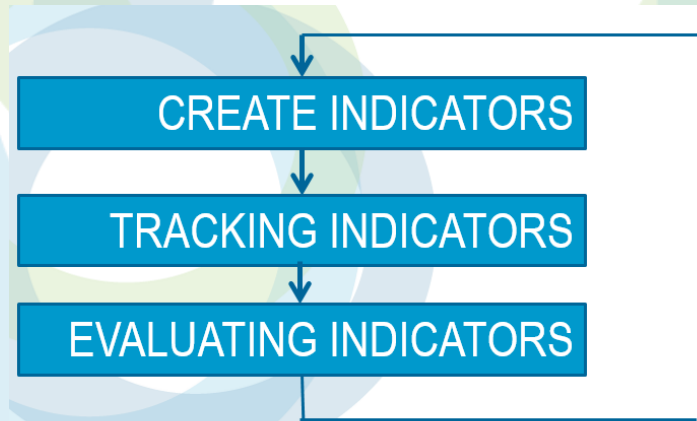 CREATE INDICATORS
TRACKING INDICATORS
EVALUATING INDICATORS